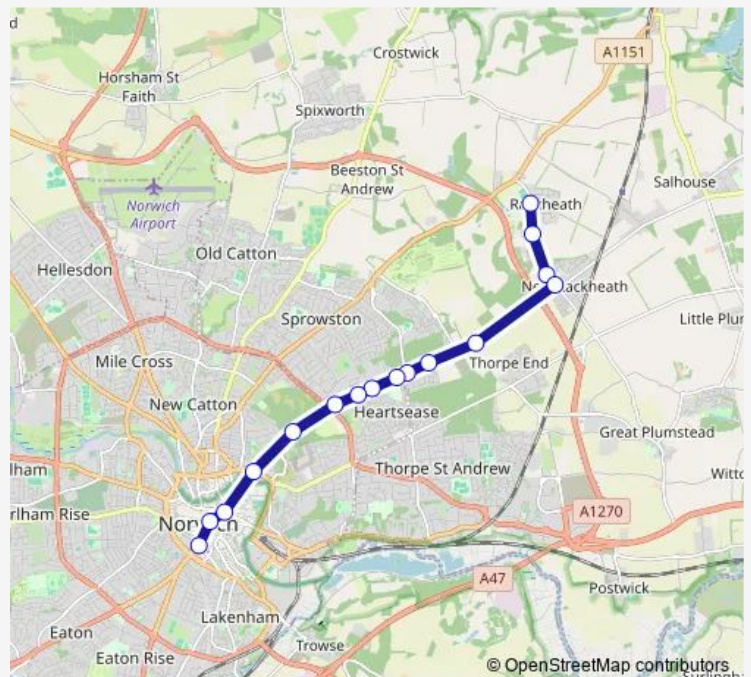 d
Crostwick
A1151
Horsham St
Faith
Spixworth
Beeston St
Andrew
Salhouse
Norwich
Airport
Old Catton
Hellesdon
Sprowston
Little Plu
Mile Cross
Thorpe End
New Catton
Heartsease
Great Plumstead
lham
Thorpe St Andrew
Witto
rlham Rise
A1270
A47
Postwick
Lakenham
Eaton
Trowse
Eaton Rise
© OpenStreetMap contributors